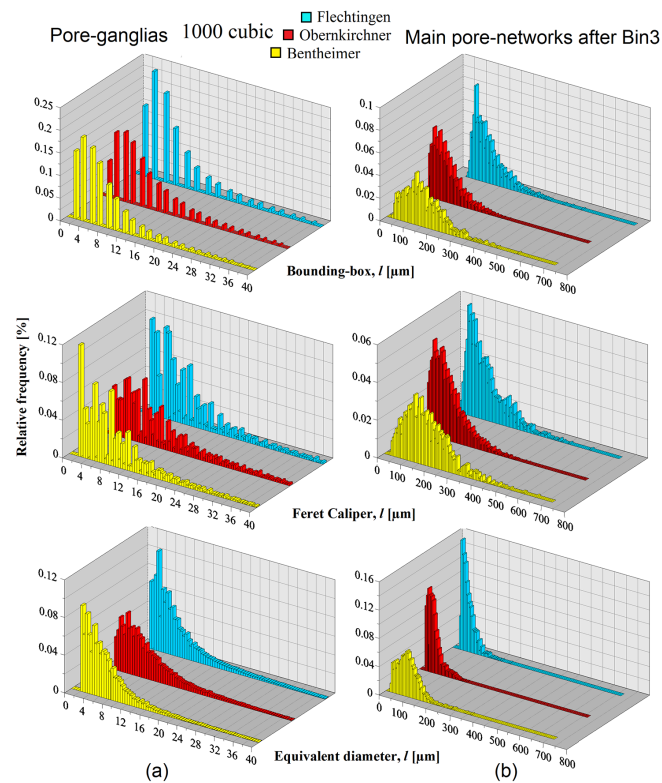 Pore-ganglias 1000 cubic Flechtingen Main pore-networks after Bin3
Obernkirchner
Bentheimer
Relative frequency [%]
0.25
0.2
0.15
0.1
0.05
0
0 4 8 12 16 20 24 28 32 36 40
0.1
0.08
0.06
0.04
0.02
0
0 100 200 300 400 500 600 700 800
Bounding-box, l [µm]
0.12
0.08
0.04
0
0 4 8 12 16 20 24 28 32 36 40
0.06
0.04
0.02
0
0 100 200 300 400 500 600 700 800
Feret Caliper, l [µm]
0.12
0.08
0.04
0
0 4 8 12 16 20 24 28 32 36 40
0.16
0.12
0.08
0.04
0
0 100 200 300 400 500 600 700 800
Equivalent diameter, l [µm]
(a) (b)